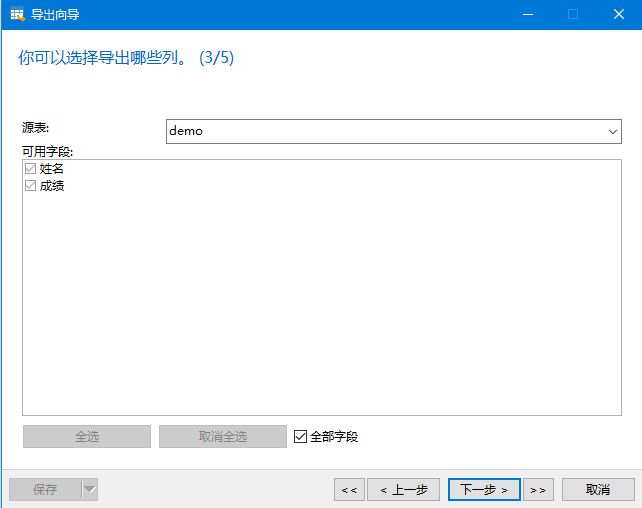 导出向导
你可以选择导出哪些列。 (3/5)
源表:
demo
可用字段:
姓名
成绩
全选
取消全选
全部字段
保存
<<
< 上一步
下一步 >
>>
取消